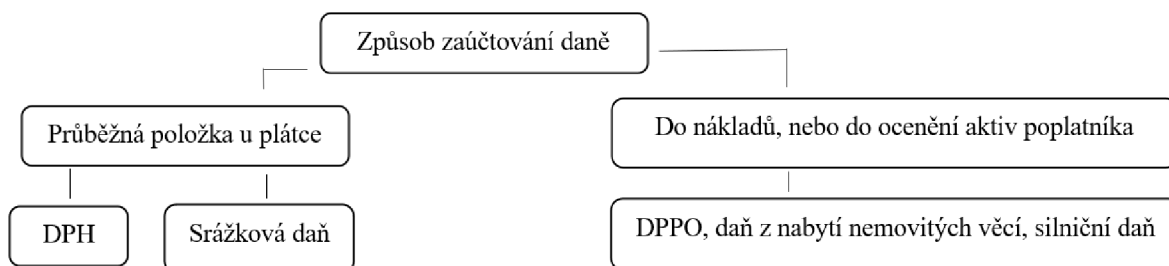 Způsob zaúčtování daně
Průběžná položka u plátce
Do nákladů, nebo do ocenění aktiv poplatníka
DPH
Srážková daň
DPPO, daň z nabytí nemovitých věcí, silniční daň